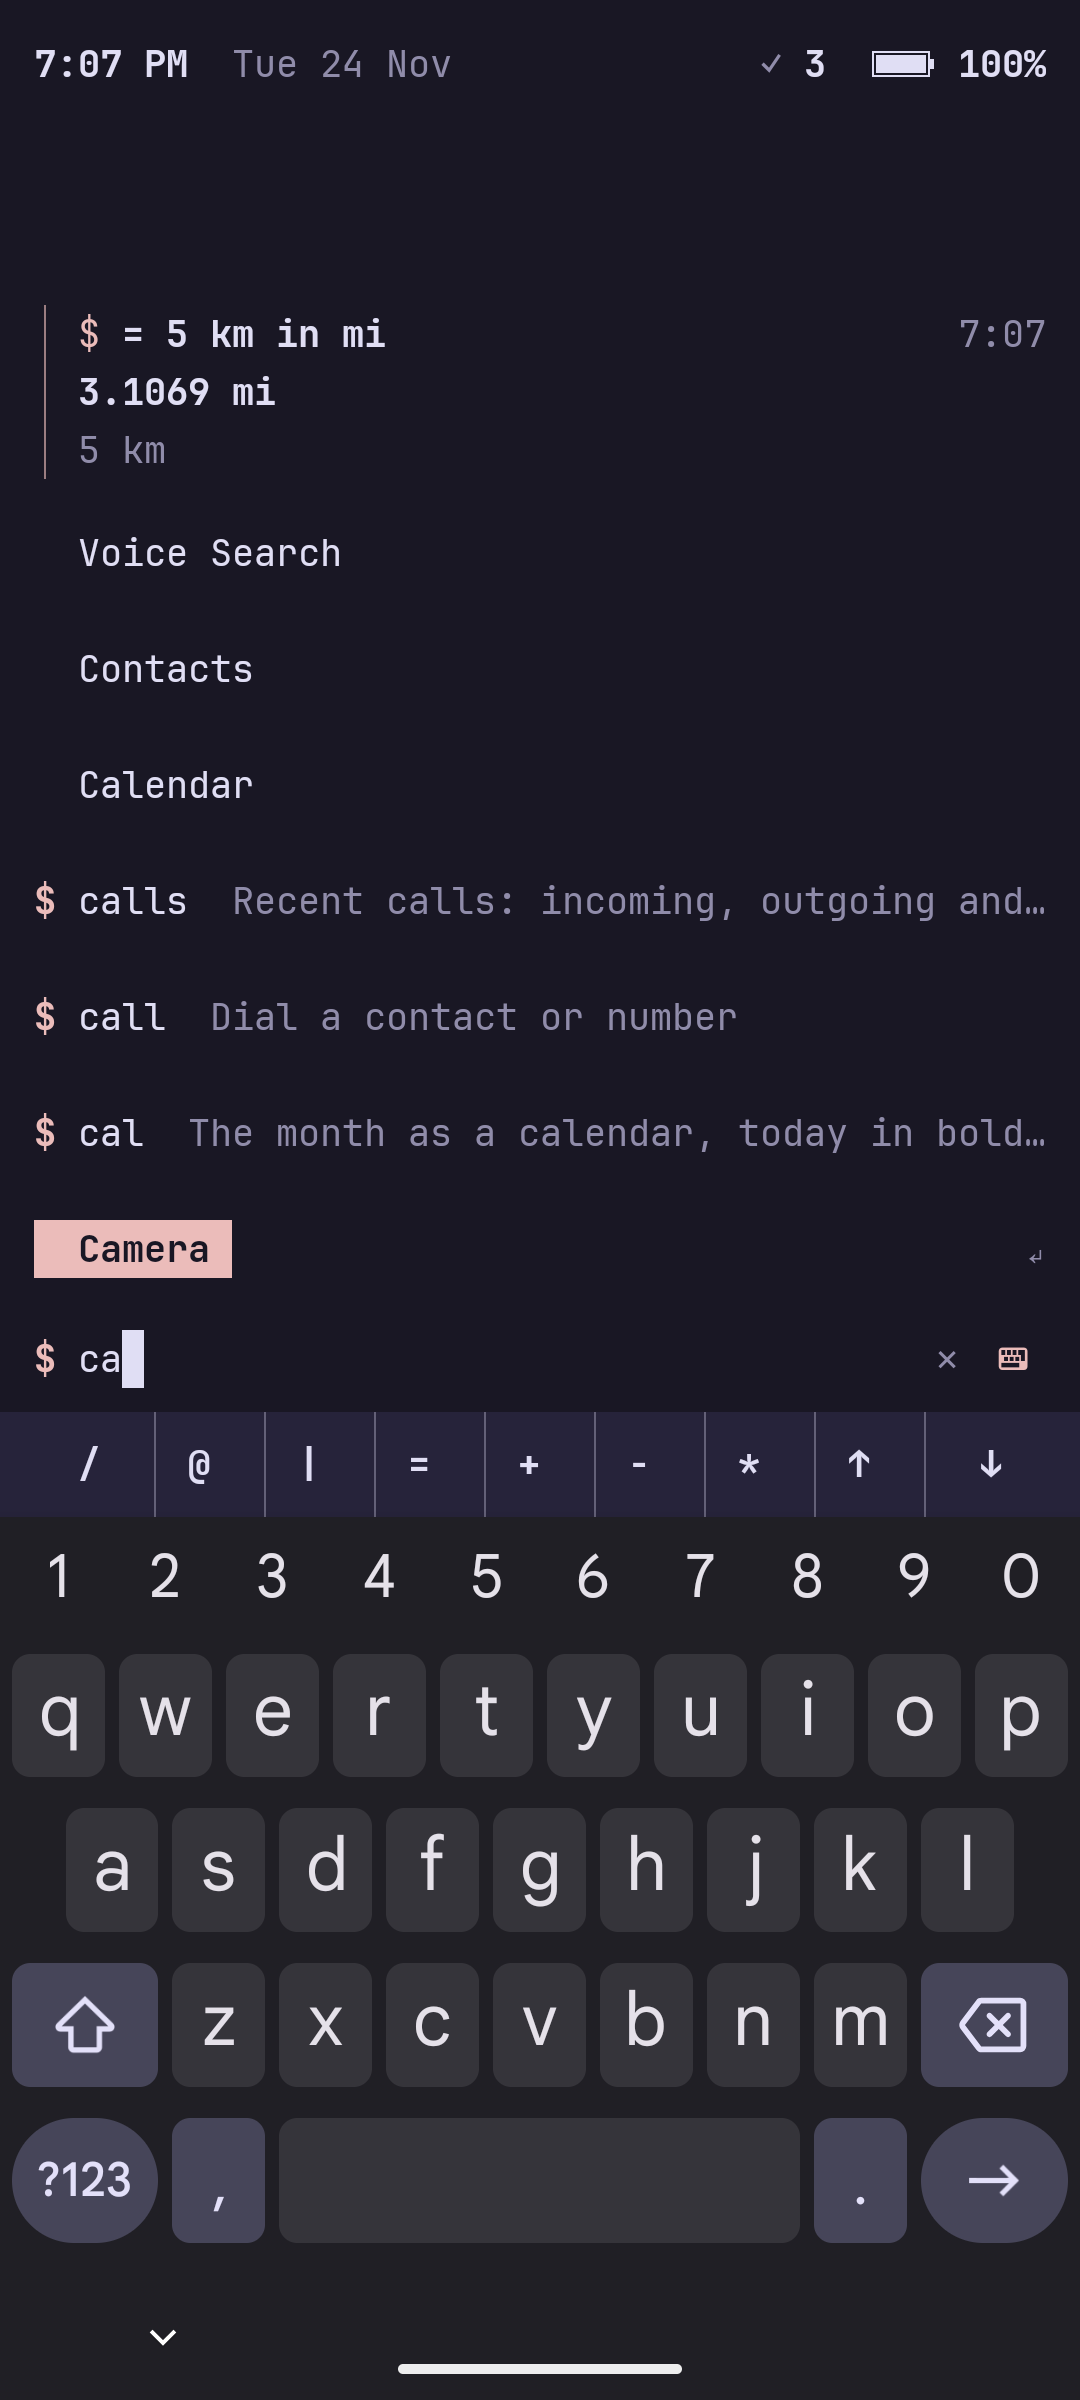 7:07 PM Tue 24 Nov ✓ 3 100%
$ = 5 km in mi 7:07
3.1069 mi
5 km
Voice Search
Contacts
Calendar
$ calls Recent calls: incoming, outgoing and…
$ call Dial a contact or number
$ cal The month as a calendar, today in bold…
Camera ↵
$ ca ×
/ @ | = + - * ↑ ↓
1 2 3 4 5 6 7 8 9 0
q w e r t y u i o p
a s d f g h j k l
z x c v b n m
?123 , . →